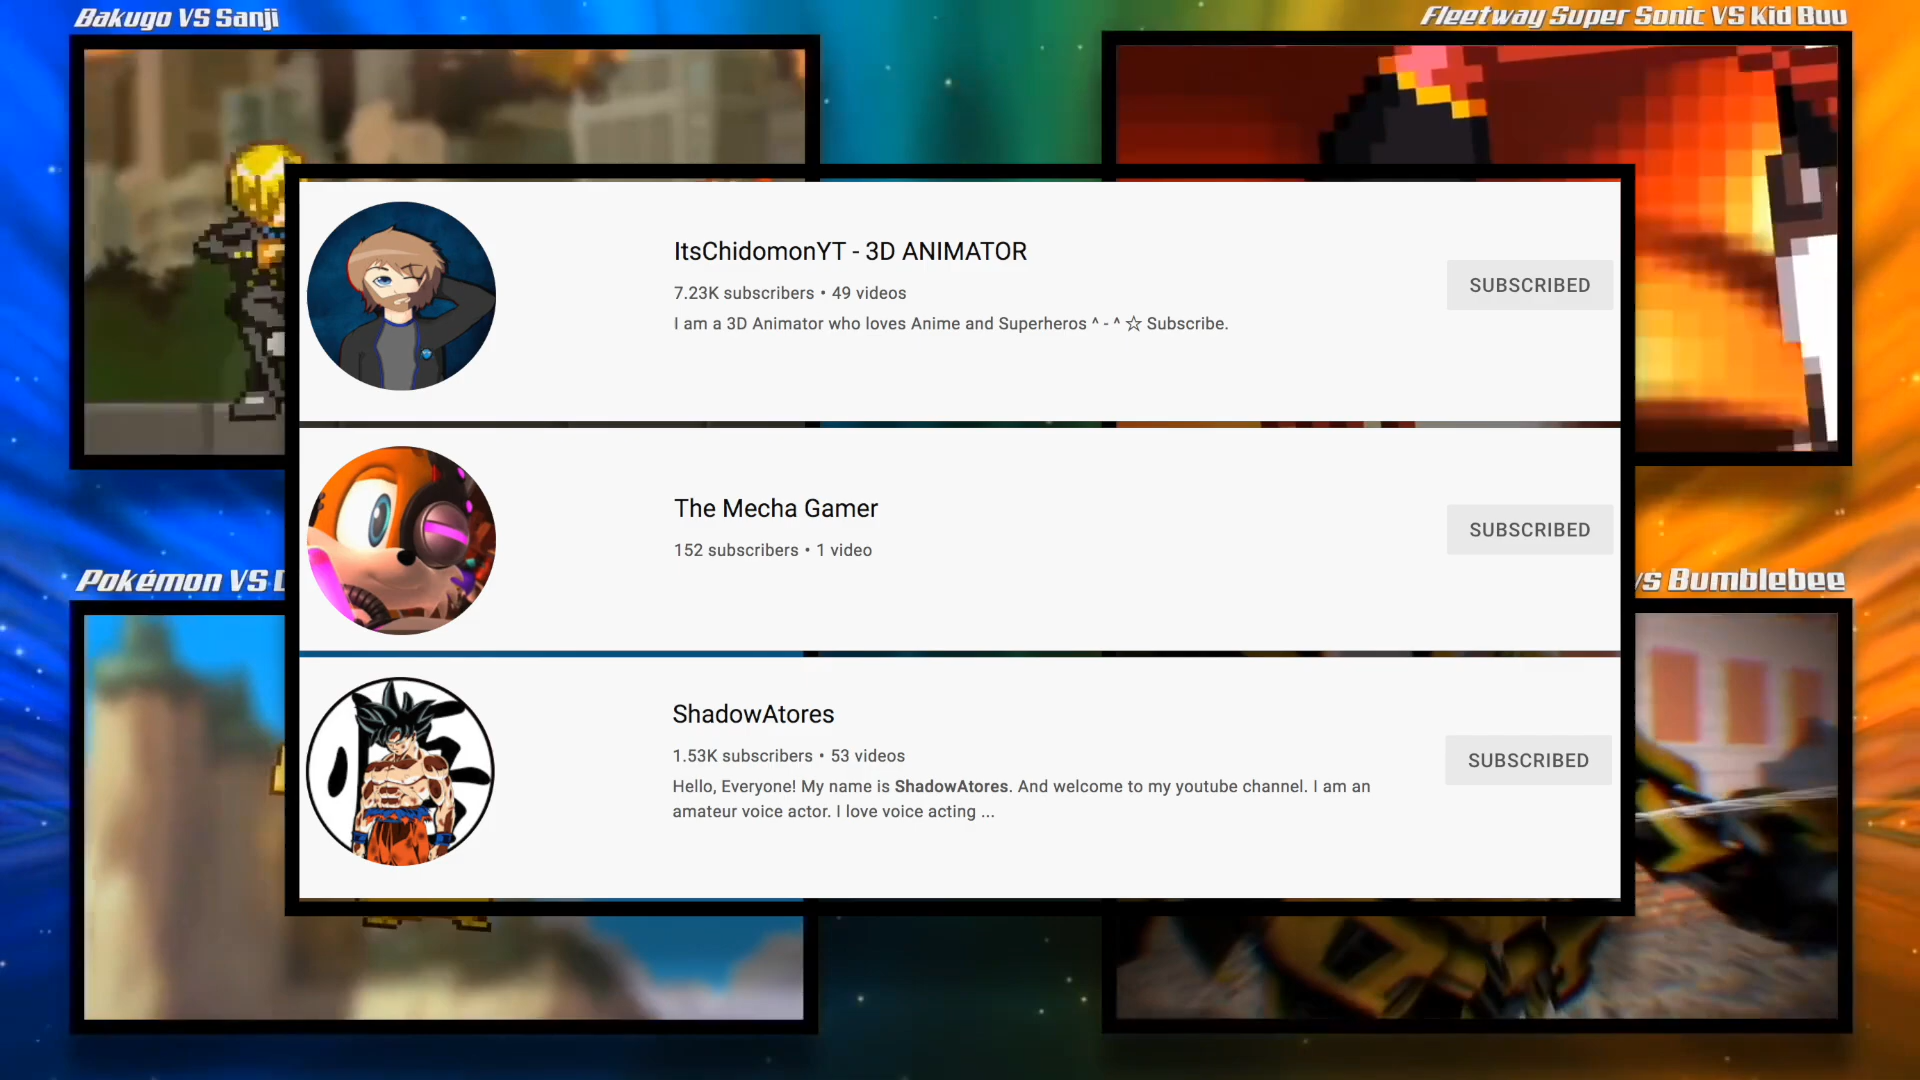 Bakugo VS Sanji
Fleetway Super Sonic VS Kid Buu
ItsChidomonYT - 3D ANIMATOR
7.23K subscribers • 49 videos
I am a 3D Animator who loves Anime and Superheros ^ - ^ ☆ Subscribe.
SUBSCRIBED
The Mecha Gamer
152 subscribers • 1 video
SUBSCRIBED
Pokémon VS
vs Bumblebee
ShadowAtores
1.53K subscribers • 53 videos
Hello, Everyone! My name is ShadowAtores. And welcome to my youtube channel. I am an
amateur voice actor. I love voice acting ...
SUBSCRIBED